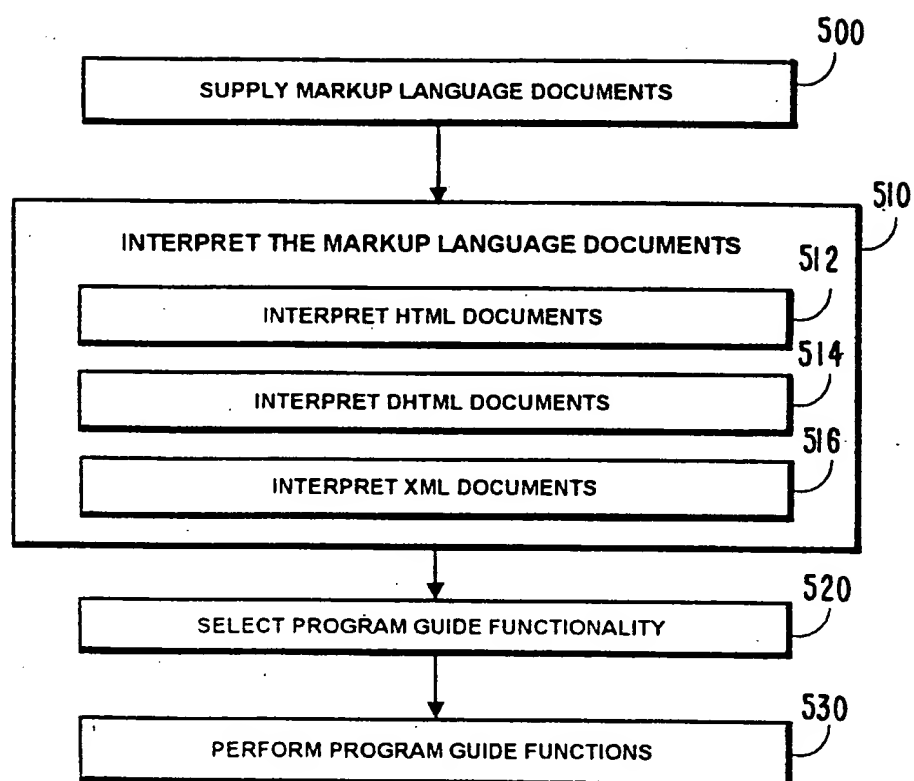 500
SUPPLY MARKUP LANGUAGE DOCUMENTS
510
INTERPRET THE MARKUP LANGUAGE DOCUMENTS
512
INTERPRET HTML DOCUMENTS
514
INTERPRET DHTML DOCUMENTS
516
INTERPRET XML DOCUMENTS
520
SELECT PROGRAM GUIDE FUNCTIONALITY
530
PERFORM PROGRAM GUIDE FUNCTIONS